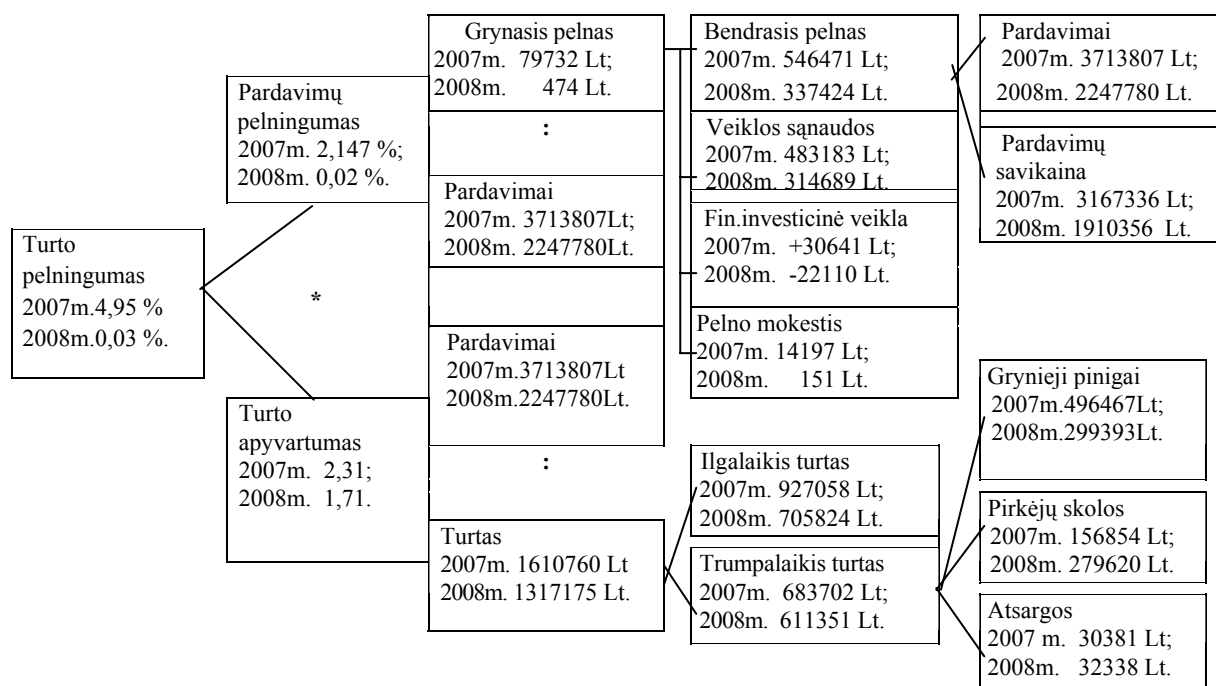 Turto
pelningumas
2007m.4,95 %
2008m.0,03 %.
Pardavimų
pelningumas
2007m. 2,147 %;
2008m. 0,02 %.
*
Turto
apyvartumas
2007m. 2,31;
2008m. 1,71.
Grynasis pelnas
2007m. 79732 Lt;
2008m. 474 Lt.
:
Pardavimai
2007m. 3713807Lt;
2008m. 2247780Lt.
Pardavimai
2007m.3713807Lt
2008m.2247780Lt.
:
Turtas
2007m. 1610760 Lt
2008m. 1317175 Lt.
Bendrasis pelnas
2007m. 546471 Lt;
2008m. 337424 Lt.
Veiklos sąnaudos
2007m. 483183 Lt;
2008m. 314689 Lt.
Fin.investicinė veikla
2007m. +30641 Lt;
2008m. -22110 Lt.
Pelno mokestis
2007m. 14197 Lt;
2008m. 151 Lt.
Ilgalaikis turtas
2007m. 927058 Lt;
2008m. 705824 Lt.
Trumpalaikis turtas
2007m. 683702 Lt;
2008m. 611351 Lt.
Pardavimai
2007m. 3713807 Lt;
2008m. 2247780 Lt.
Pardavimų
savikaina
2007m. 3167336 Lt;
2008m. 1910356 Lt.
Grynieji pinigai
2007m.496467Lt;
2008m.299393Lt.
Pirkėjų skolos
2007m. 156854 Lt;
2008m. 279620 Lt.
Atsargos
2007 m. 30381 Lt;
2008m. 32338 Lt.